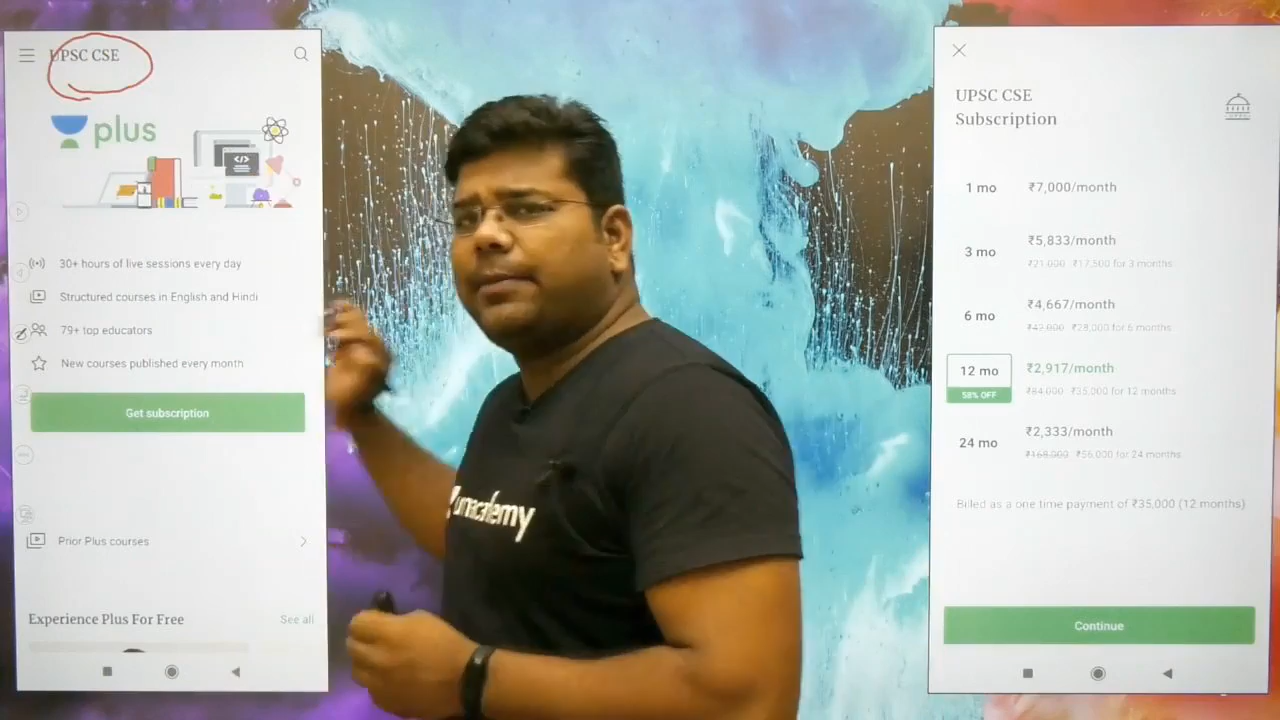 UPSC CSE
plus
30+ hours of live sessions every day
Structured courses in English and Hindi
79+ top educators
New courses published every month
Get subscription
Prior Plus courses
Experience Plus For Free
See all
unacademy
UPSC CSE
Subscription
1 mo
₹7,000/month
3 mo
₹5,833/month
₹21,000 ₹17,500 for 3 months
6 mo
₹4,667/month
₹42,000 ₹28,000 for 6 months
12 mo
58% OFF
₹2,917/month
₹84,000 ₹35,000 for 12 months
24 mo
₹2,333/month
₹168,000 ₹56,000 for 24 months
Billed as a one time payment of ₹35,000 (12 months)
Continue